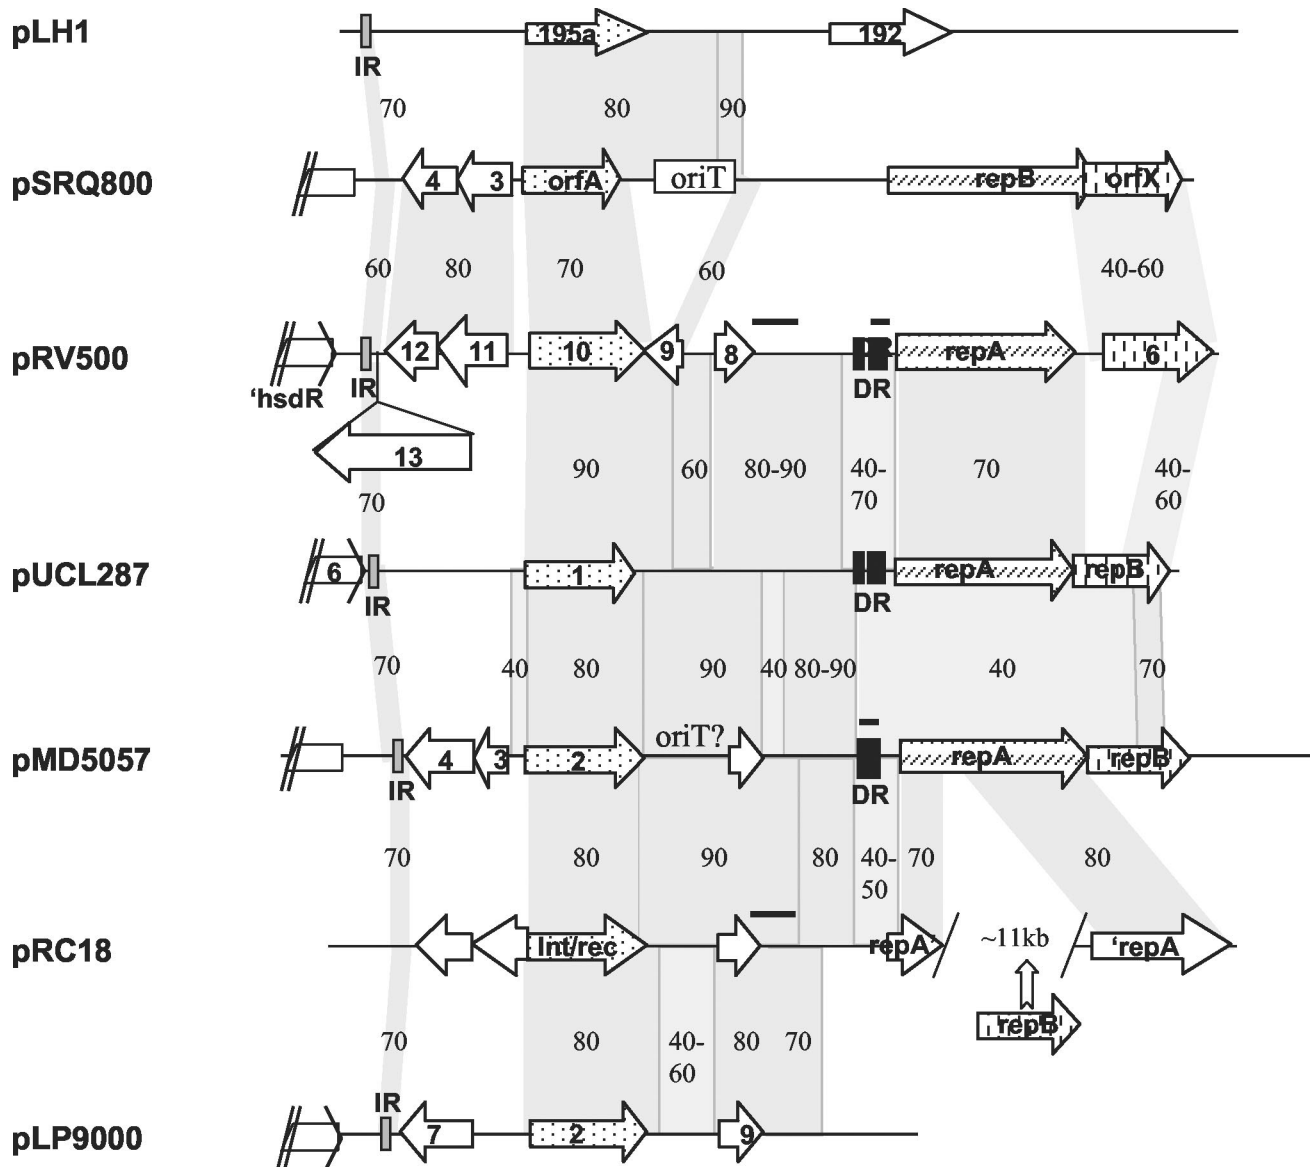 pLH1
195a
192
IR
70
80
90
pSRQ800
4
3
orfA
oriT
repB
orfX
60
80
70
60
40-60
pRV500
12
11
10
9
8
DR
repA
6
'hsdR
IR
DR
13
70
90
60
80-90
40-
70
70
40-
60
pUCL287
6
1
repA
repB
IR
DR
70
40
80
90
40
80-90
40
70
oriT?
pMD5057
4
3
2
repA
repB
IR
DR
70
80
90
80
40-
50
70
80
pRC18
Int/rec
repA
~11kb
'repA
repB
70
80
40-
60
80
70
IR
pLP9000
7
2
9